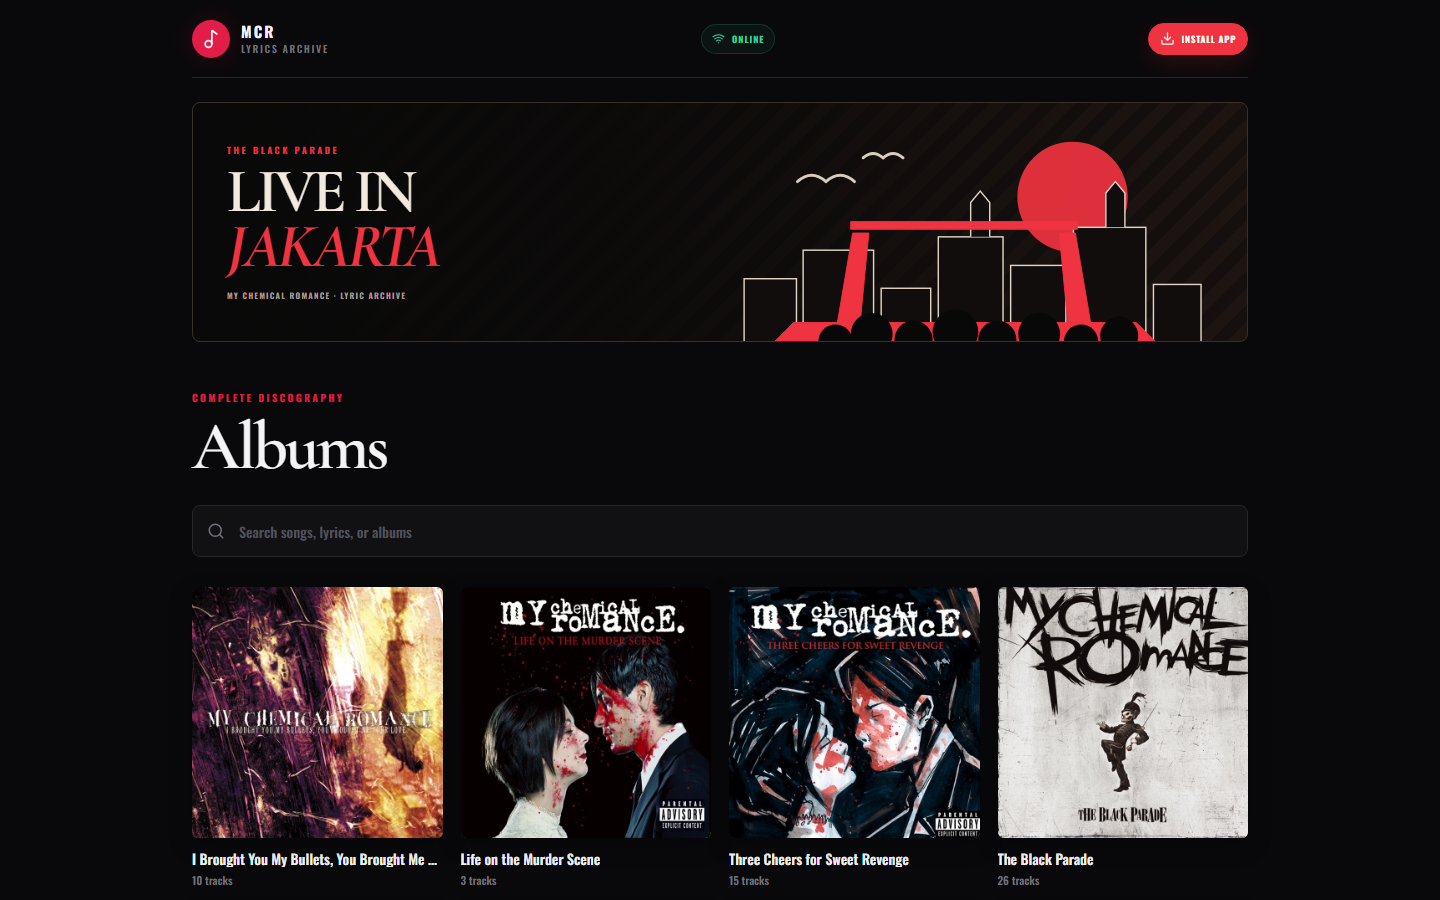 MCR
LYRICS ARCHIVE
ONLINE
INSTALL APP
THE BLACK PARADE
LIVE IN
JAKARTA
MY CHEMICAL ROMANCE · LYRIC ARCHIVE
COMPLETE DISCOGRAPHY
Albums
Search songs, lyrics, or albums
MY CHEMICAL ROMANCE
I BROUGHT YOU MY BULLETS, YOU BROUGHT ME YOUR LOVE
my cheMiCAL
roMaNcE.
LIFE ON THE MURDER SCENE
PARENTAL
ADVISORY
EXPLICIT CONTENT
my cheMiCAL
roMaNcE.
THREE CHEERS FOR SWEET REVENGE
PARENTAL
ADVISORY
EXPLICIT CONTENT
MY CHEMICAL
ROMANCE
THE BLACK PARADE
I Brought You My Bullets, You Brought Me ...
10 tracks
Life on the Murder Scene
3 tracks
Three Cheers for Sweet Revenge
15 tracks
The Black Parade
26 tracks